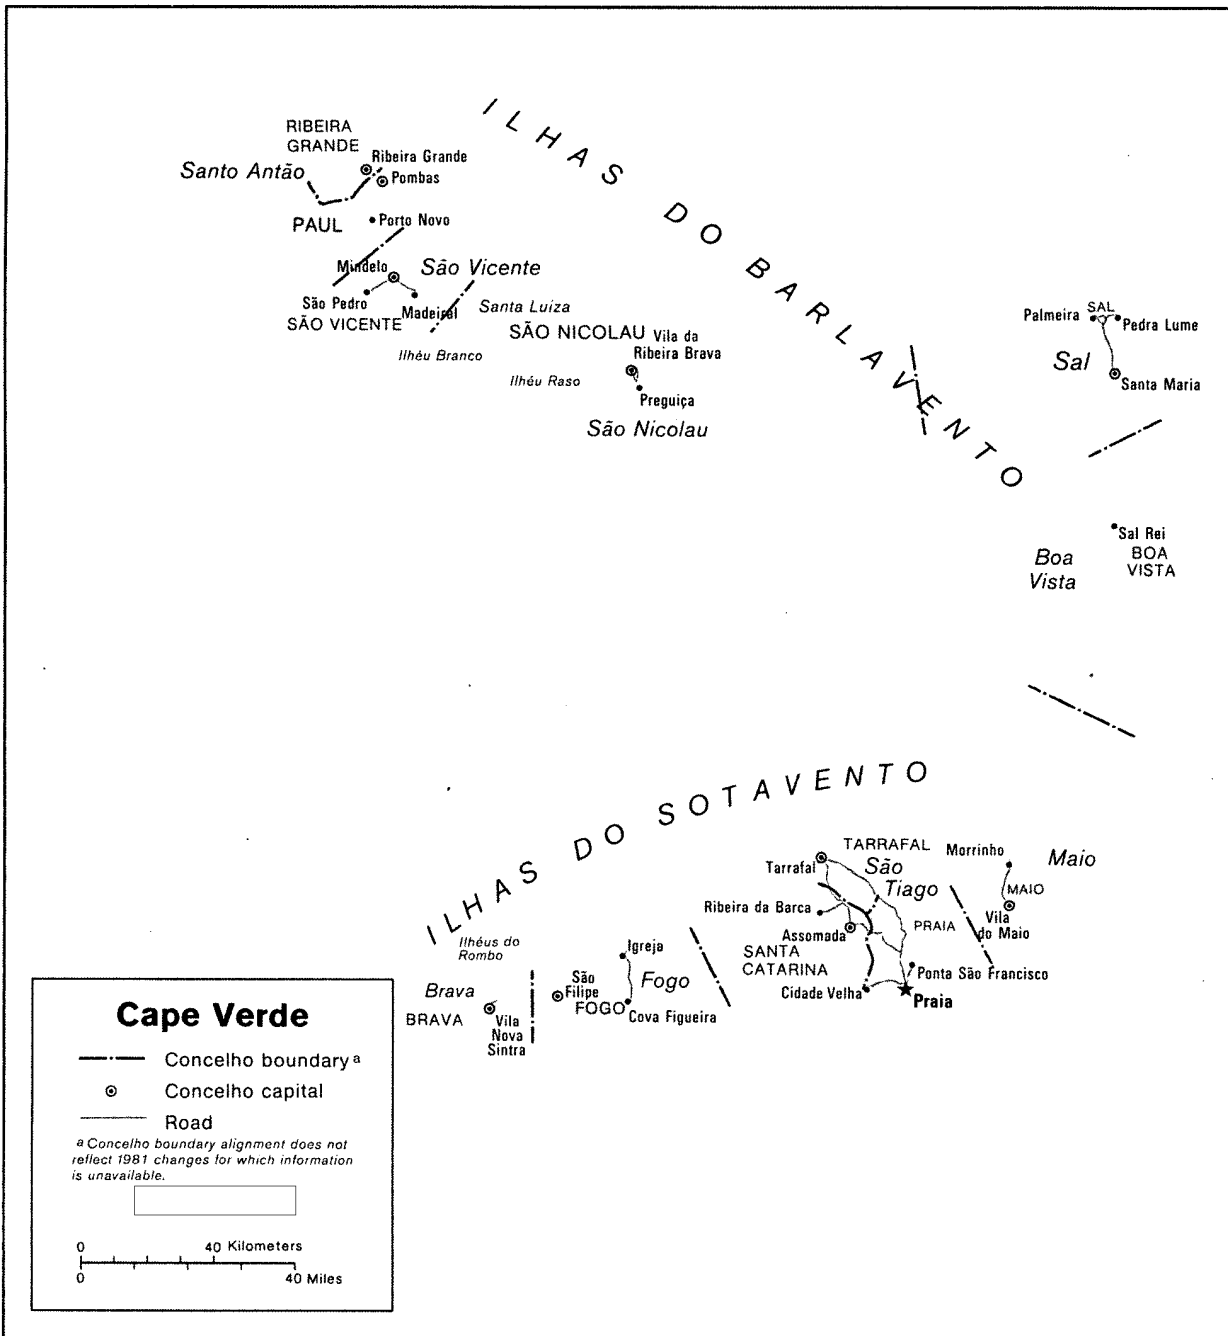 ILHAS DO BARLAVENTO
RIBEIRA
GRANDE
Ribeira Grande
Santo Antão
Pombas
PAUL
Porto Novo
Mindelo
São Vicente
São Pedro
Madeiral
SÃO VICENTE
Santa Luiza
Ilhéu Branco
SÃO NICOLAU
Vila da
Ribeira Brava
Ilhéu Raso
Preguiça
São Nicolau
SAL
Palmeira
Pedra Lume
Sal
Santa Maria
Sal Rei
Boa
Vista
BOA
VISTA
ILHAS DO SOTAVENTO
TARRAFAL
Tarrafal
São
Tiago
Morrinho
Maio
MAIO
Vila
do Maio
Ribeira da Barca
Assomada
PRAIA
SANTA
CATARINA
Ponta São Francisco
Cidade Velha
Praia
Ilhéus do
Rombo
Igreja
Fogo
São
Filipe
FOGO
Cova Figueira
Brava
BRAVA
Vila
Nova
Sintra
Cape Verde
Concelho boundary a
Concelho capital
Road
a Concelho boundary alignment does not
reflect 1981 changes for which information
is unavailable.
0 40 Kilometers
0 40 Miles